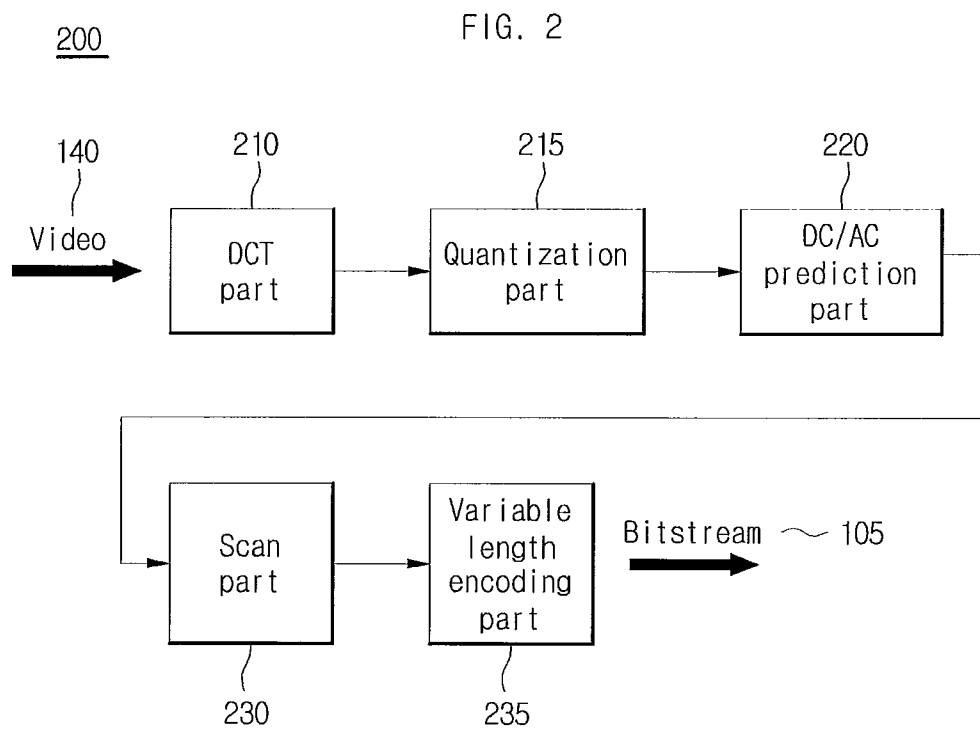 FIG. 2
200
140
210
215
220
Video
DCT
part
Quantization
part
DC/AC
prediction
part
Scan
part
Variable
length
encoding
part
Bitstream
105
230
235